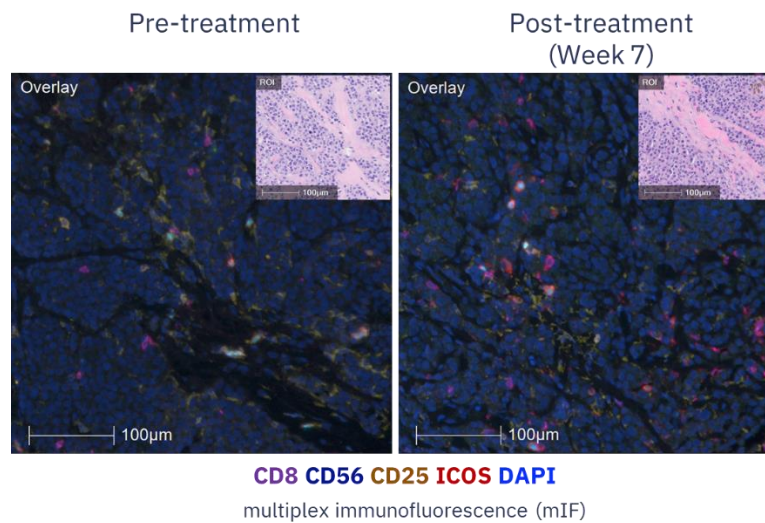 Pre-treatment
Post-treatment
(Week 7)
Overlay
ROI
100µm
100µm
Overlay
ROI
100µm
100µm
CD8 CD56 CD25 ICOS DAPI
multiplex immunofluorescence (mIF)